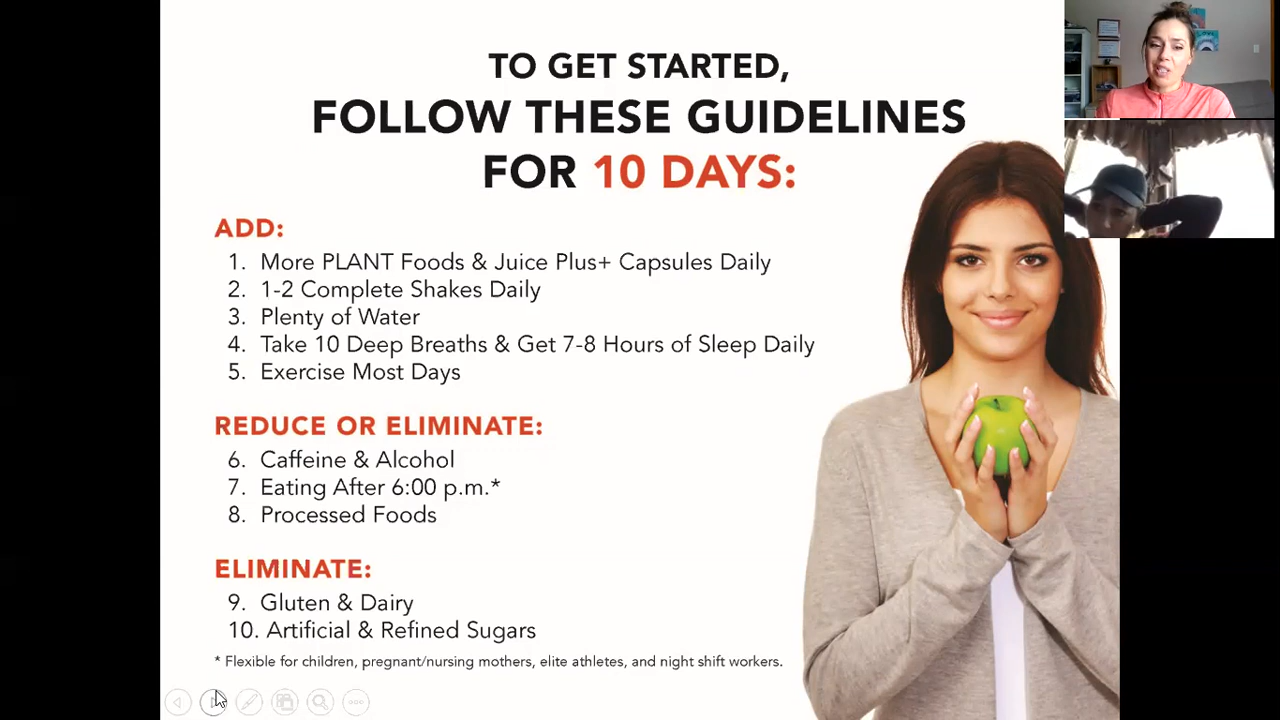 TO GET STARTED,
FOLLOW THESE GUIDELINES
FOR 10 DAYS:
ADD:
1. More PLANT Foods & Juice Plus+ Capsules Daily
2. 1-2 Complete Shakes Daily
3. Plenty of Water
4. Take 10 Deep Breaths & Get 7-8 Hours of Sleep Daily
5. Exercise Most Days
REDUCE OR ELIMINATE:
6. Caffeine & Alcohol
7. Eating After 6:00 p.m.*
8. Processed Foods
ELIMINATE:
9. Gluten & Dairy
10. Artificial & Refined Sugars
* Flexible for children, pregnant/nursing mothers, elite athletes, and night shift workers.